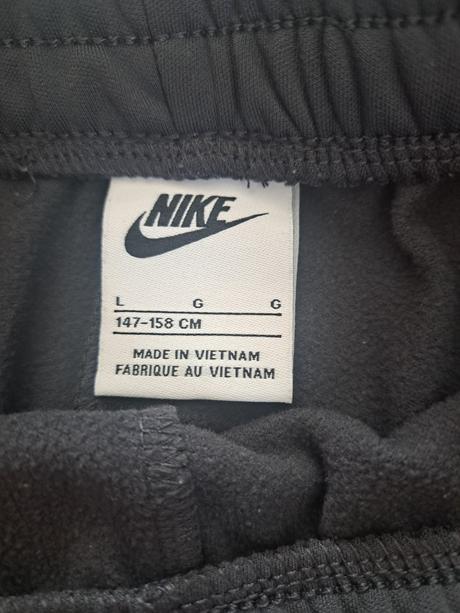 NIKE
L G G
147-158 CM
MADE IN VIETNAM
FABRIQUE AU VIETNAM